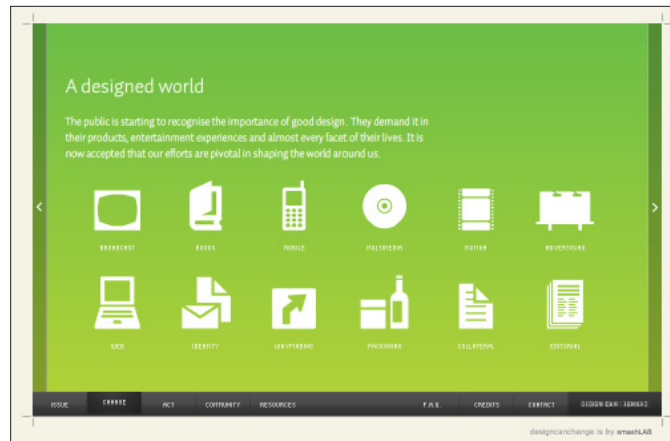 A designed world
The public is starting to recognise the importance of good design. They demand it in
their products, entertainment experiences and almost every facet of their lives. It is
now accepted that our efforts are pivotal in shaping the world around us.
BROADCAST BOOKS MOBILE MULTIMEDIA MOTION ADVERTISING
WEB IDENTITY WAYFINDING PACKAGING COLLATERAL EDITORIAL
ISSUE CHANGE ACT COMMUNITY RESOURCES F.A.Q. CREDITS CONTACT DESIGN CAN
designcanchange is by smashLAB